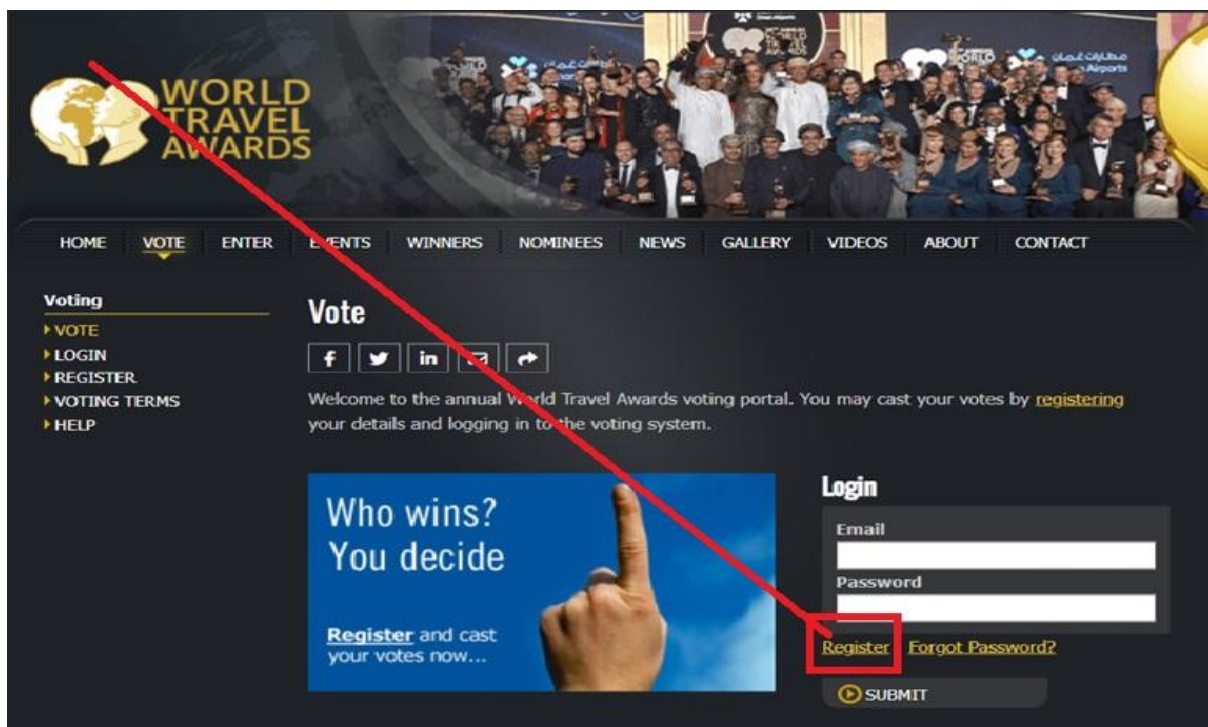 WORLD
TRAVEL
AWARDS
HOME VOTE ENTER EVENTS WINNERS NOMINEES NEWS GALLERY VIDEOS ABOUT CONTACT
Voting
VOTE
LOGIN
REGISTER
VOTING TERMS
HELP
Vote
Welcome to the annual World Travel Awards voting portal. You may cast your votes by registering
your details and logging in to the voting system.
Who wins?
You decide
Register and cast
your votes now...
Login
Email
Password
Register Forgot Password?
SUBMIT